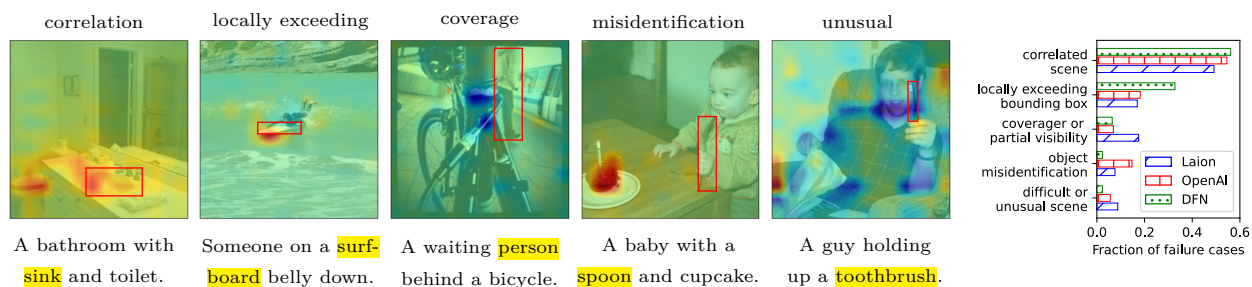 correlation
locally exceeding
coverage
misidentification
unusual
A bathroom with
sink and toilet.
Someone on a surf-
board belly down.
A waiting person
behind a bicycle.
A baby with a
spoon and cupcake.
A guy holding
up a toothbrush.
correlated
scene
locally exceeding
bounding box
coverager or
partial visibility
object
misidentification
difficult or
unusual scene
Laion
OpenAI
DFN
0.0 0.2 0.4 0.6
Fraction of failure cases